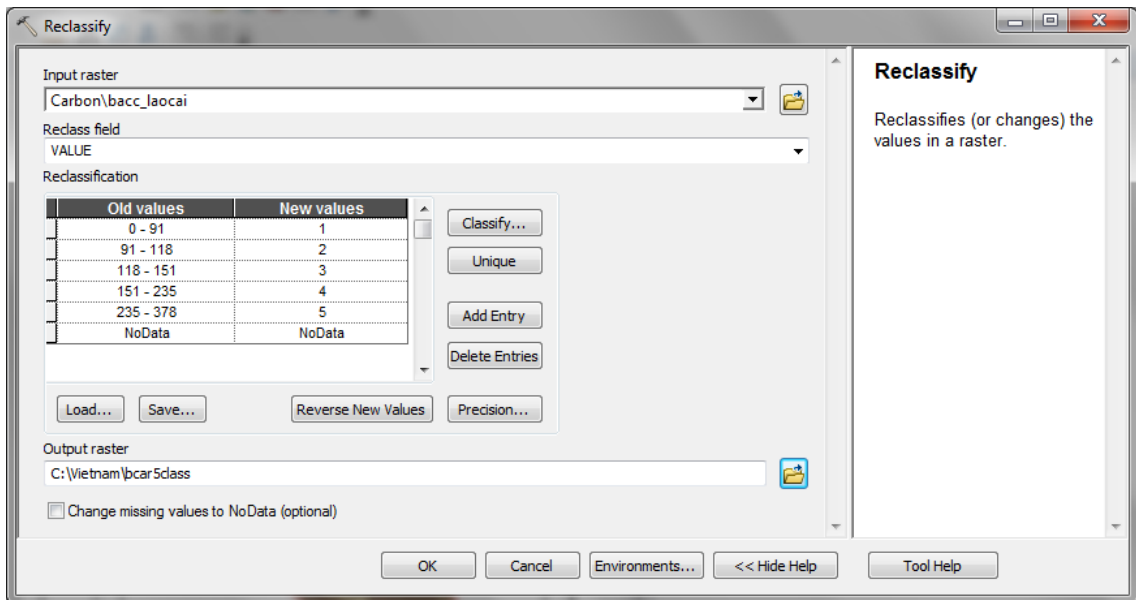 Reclassify
Input raster
Carbon\bacc_laocai
Reclass field
VALUE
Reclassification
Old values New values
0 - 91 1
91 - 118 2
118 - 151 3
151 - 235 4
235 - 378 5
NoData NoData
Classify...
Unique
Add Entry
Delete Entries
Load... Save... Reverse New Values Precision...
Output raster
C:\Vietnam\bcar5class
Change missing values to NoData (optional)
OK Cancel Environments... << Hide Help Tool Help
Reclassify
Reclassifies (or changes) the
values in a raster.